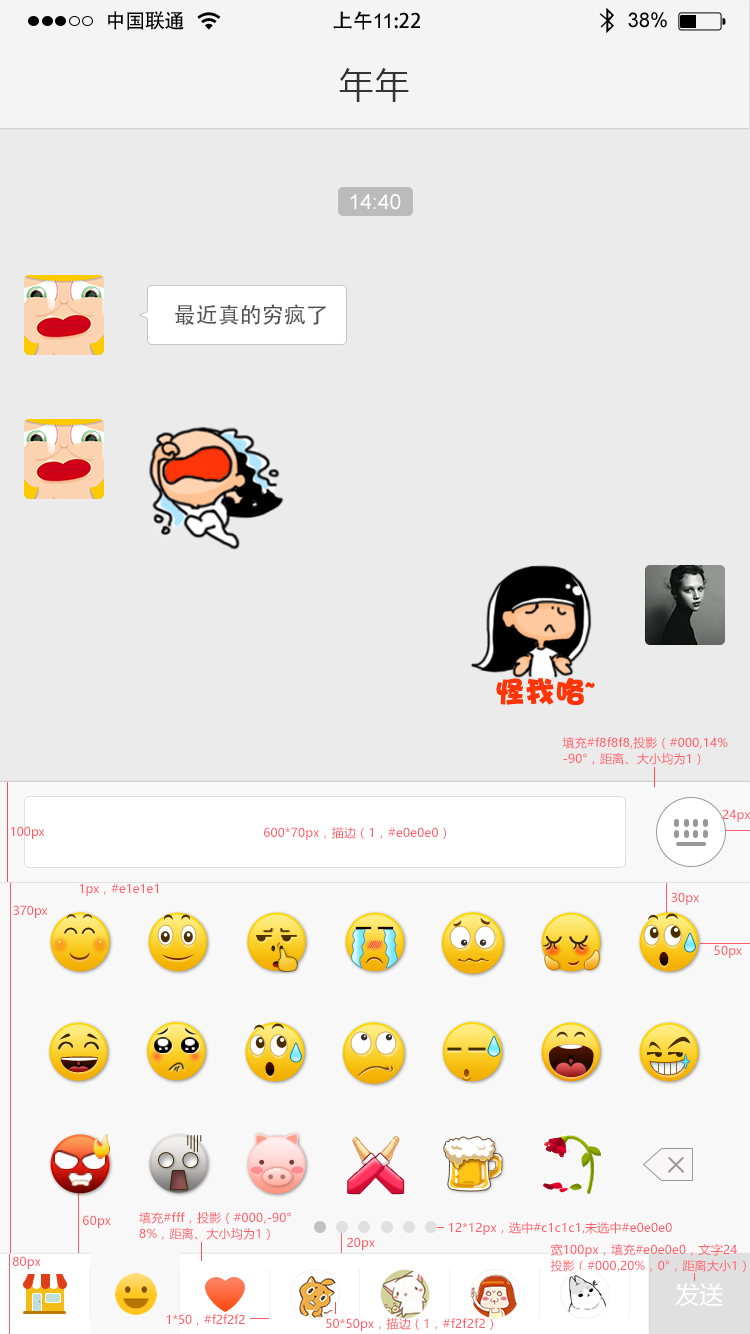 中国联通
上午11:22
38%
年年
14:40
最近真的穷疯了
怪我咯~
填充#f8f8f8,投影（#000,14%
-90°，距离、大小均为1）
100px
600*70px，描边（1，#e0e0e0）
24px
1px，#e1e1e1
370px
30px
50px
60px
填充#fff，投影（#000,-90°
8%，距离、大小均为1）
12*12px，选中#c1c1c1,未选中#e0e0e0
20px
宽100px，填充#e0e0e0，文字24
投影（#000,20%，0°，距离大小1）
80px
发送
1*50，#f2f2f2
50*50px，描边（1，#f2f2f2）